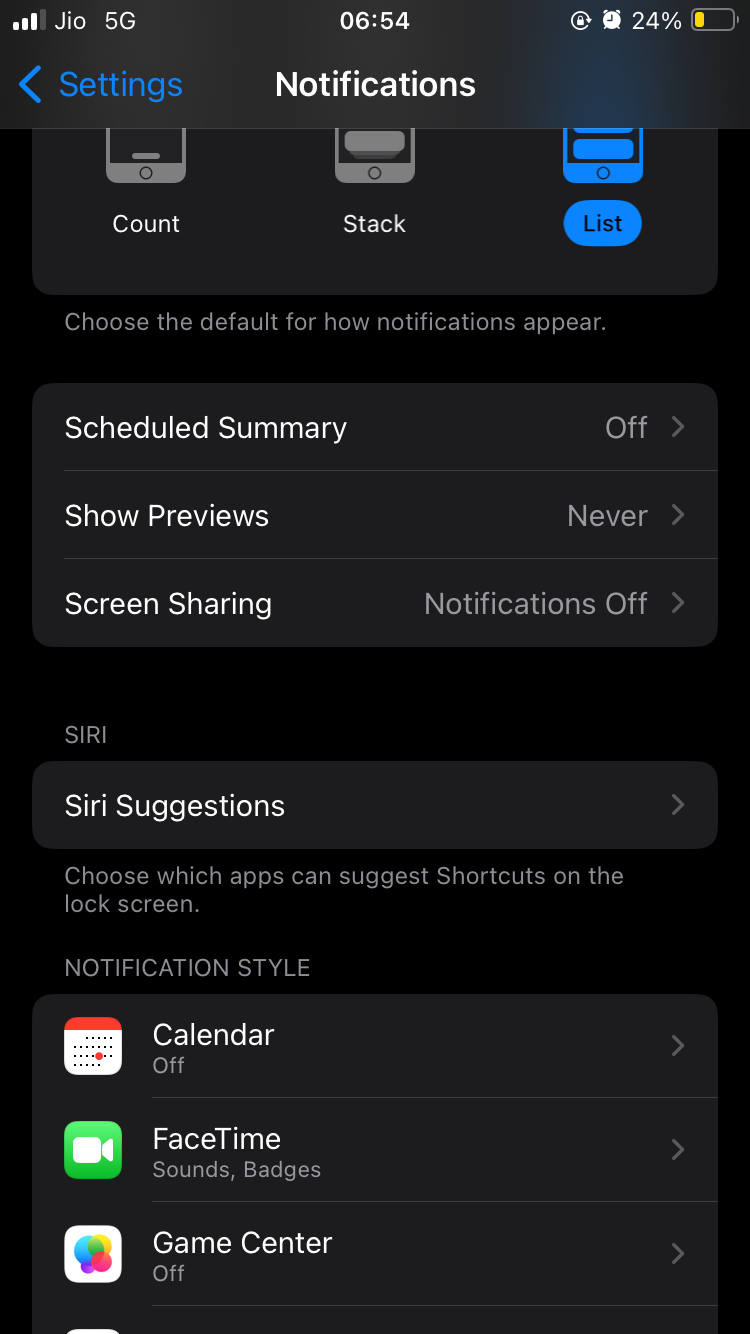 Jio 5G 06:54 24%
Settings Notifications
Count Stack List
Choose the default for how notifications appear.
Scheduled Summary Off
Show Previews Never
Screen Sharing Notifications Off
SIRI
Siri Suggestions
Choose which apps can suggest Shortcuts on the
lock screen.
NOTIFICATION STYLE
Calendar
Off
FaceTime
Sounds, Badges
Game Center
Off